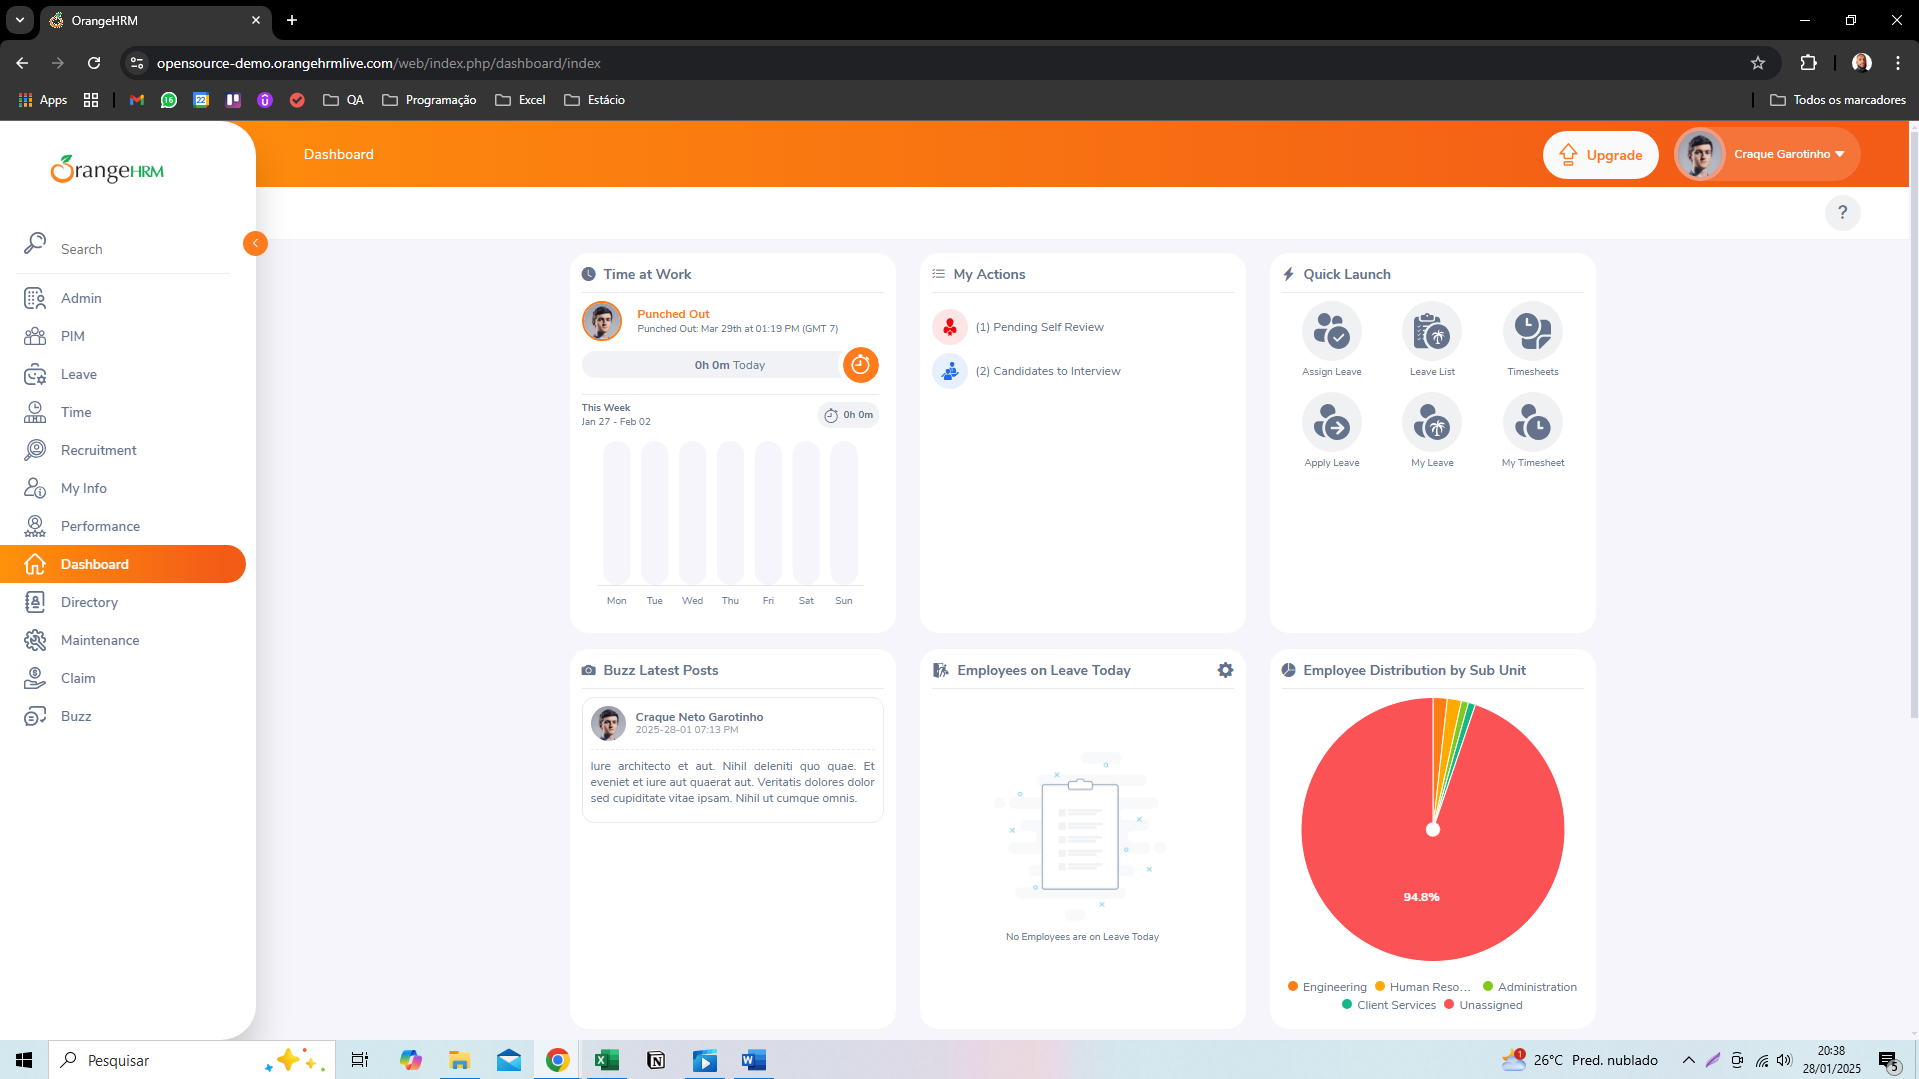 OrangeHRM
opensource-demo.orangehrmlive.com/web/index.php/dashboard/index
Apps
16
22
QA
Programação
Excel
Estácio
Todos os marcadores
OrangeHRM
Dashboard
Upgrade
Craque Garotinho
?
Search
Admin
PIM
Leave
Time
Recruitment
My Info
Performance
Dashboard
Directory
Maintenance
Claim
Buzz
Time at Work
Punched Out
Punched Out: Mar 29th at 01:19 PM (GMT 7)
0h 0m Today
This Week
Jan 27 - Feb 02
0h 0m
Mon Tue Wed Thu Fri Sat Sun
My Actions
(1) Pending Self Review
(2) Candidates to Interview
Quick Launch
Assign Leave
Leave List
Timesheets
Apply Leave
My Leave
My Timesheet
Buzz Latest Posts
Craque Neto Garotinho
2025-28-01 07:13 PM
Iure architecto et aut. Nihil deleniti quo quae. Et
eveniet et iure aut quaerat aut. Veritatis dolores dolor
sed cupiditate vitae ipsam. Nihil ut cumque omnis.
Employees on Leave Today
No Employees are on Leave Today
Employee Distribution by Sub Unit
94.8%
Engineering
Human Reso...
Administration
Client Services
Unassigned
Pesquisar
1
26°C Pred. nublado
20:38
28/01/2025
5